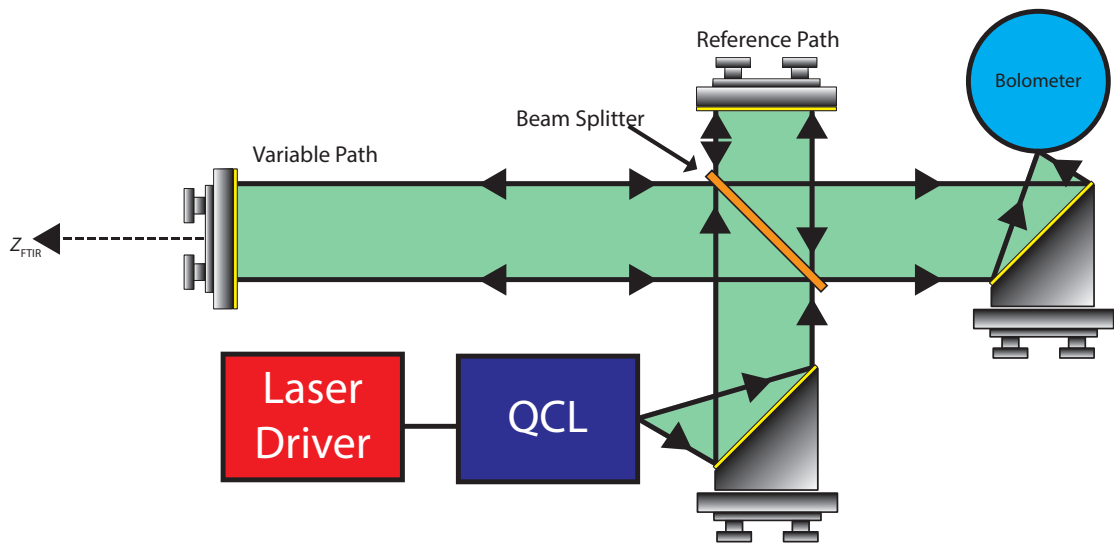 Reference Path
Bolometer
Beam Splitter
Variable Path
ZFTIR
Laser
Driver
QCL